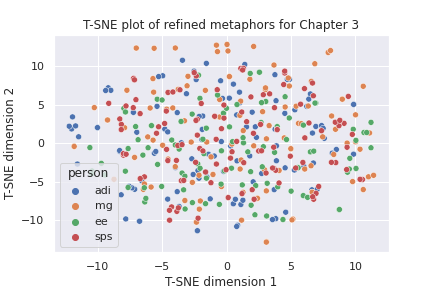 T-SNE plot of refined metaphors for Chapter 3
T-SNE dimension 2
10
5
0
−5
−10
person
adi
mg
ee
sps
−10
−5
0
5
10
T-SNE dimension 1